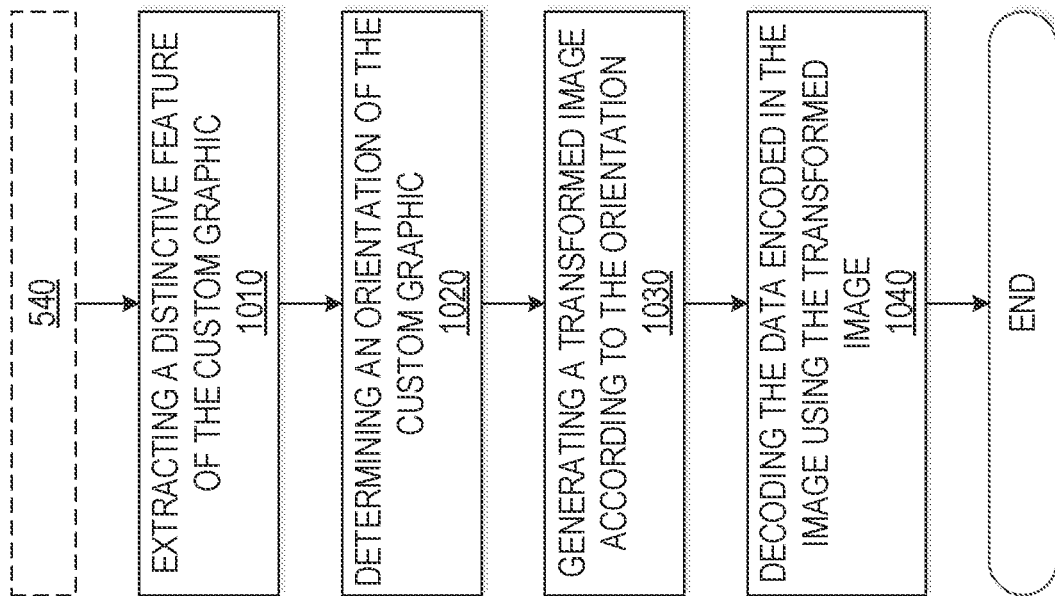 540
EXTRACTING A DISTINCTIVE FEATURE
OF THE CUSTOM GRAPHIC
1010
DETERMINING AN ORIENTATION OF THE
CUSTOM GRAPHIC
1020
GENERATING A TRANSFORMED IMAGE
ACCORDING TO THE ORIENTATION
1030
DECODING THE DATA ENCODED IN THE
IMAGE USING THE TRANSFORMED
IMAGE
1040
END